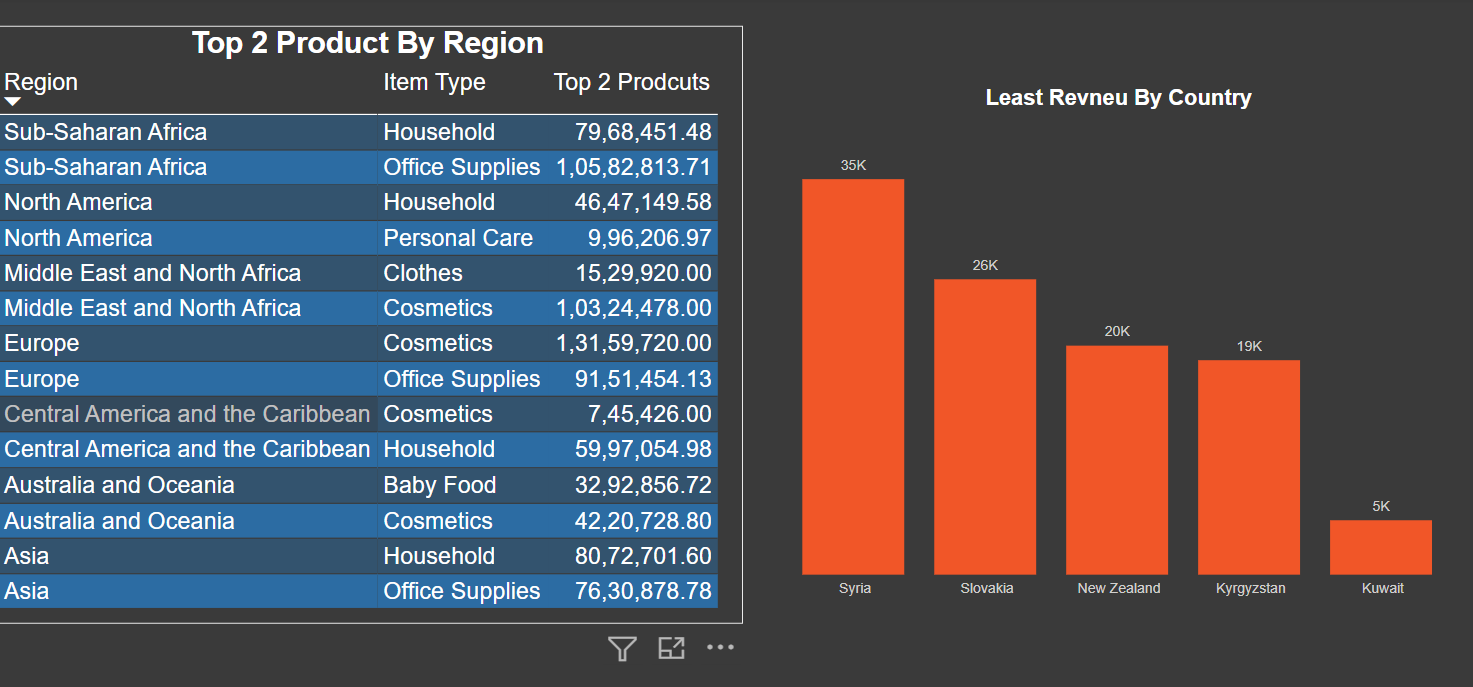 Top 2 Product By Region
Region Item Type Top 2 Prodcuts
Sub-Saharan Africa Household 79,68,451.48
Sub-Saharan Africa Office Supplies 1,05,82,813.71
North America Household 46,47,149.58
North America Personal Care 9,96,206.97
Middle East and North Africa Clothes 15,29,920.00
Middle East and North Africa Cosmetics 1,03,24,478.00
Europe Cosmetics 1,31,59,720.00
Europe Office Supplies 91,51,454.13
Central America and the Caribbean Cosmetics 7,45,426.00
Central America and the Caribbean Household 59,97,054.98
Australia and Oceania Baby Food 32,92,856.72
Australia and Oceania Cosmetics 42,20,728.80
Asia Household 80,72,701.60
Asia Office Supplies 76,30,878.78
Least Revneu By Country
35K
26K
20K
19K
5K
Syria Slovakia New Zealand Kyrgyzstan Kuwait